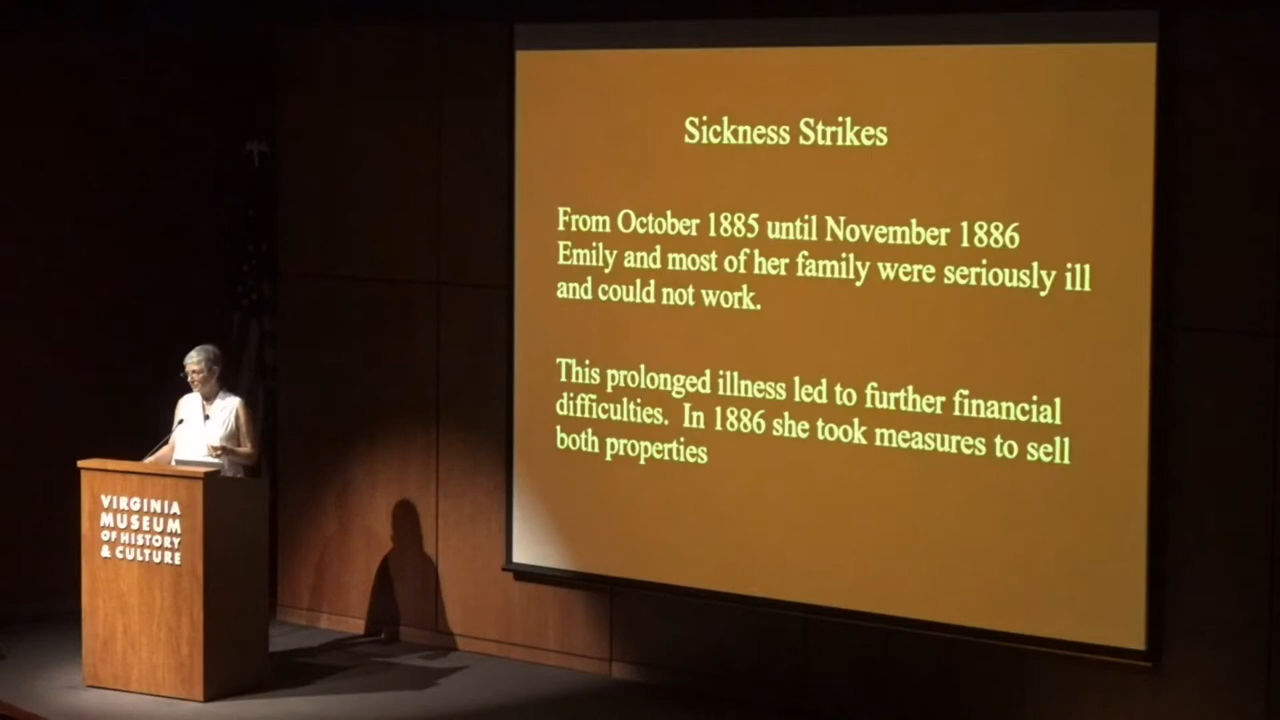 Sickness Strikes
From October 1885 until November 1886
Emily and most of her family were seriously ill
and could not work.
This prolonged illness led to further financial
difficulties. In 1886 she took measures to sell
both properties
VIRGINIA
MUSEUM
OF HISTORY
& CULTURE